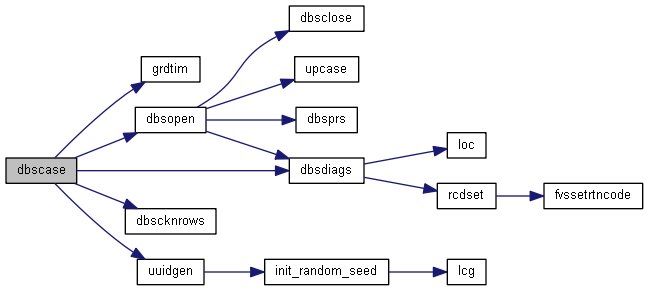 dbscase
grdtim
dbsopen
dbscknrows
uuidgen
dbsclose
upcase
dbsprs
dbsdiags
init_random_seed
loc
rcdset
lcg
fvssetrtncode